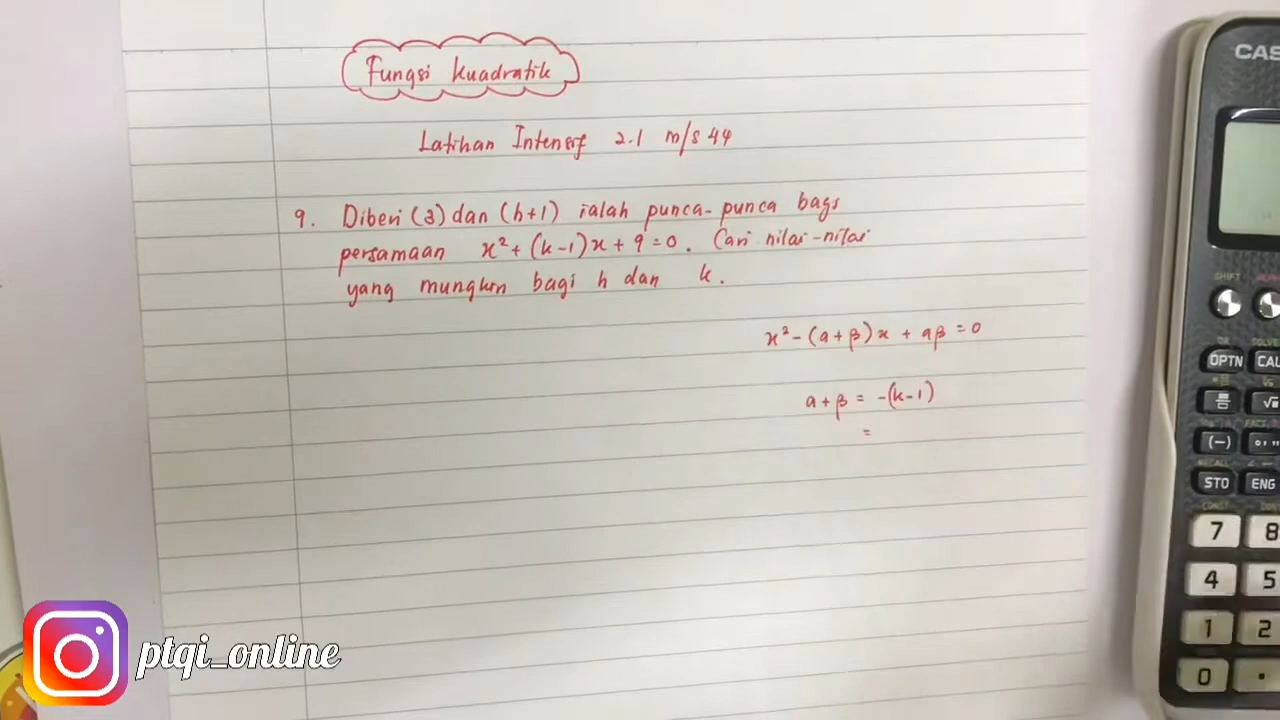 Fungsi Kuadratik
Latihan Intensif 2.1 m/s 44
9. Diberi (3) dan (h+1) ialah punca-punca bagi
persamaan x² + (k-1)x + 9 = 0. Cari nilai-nilai
yang mungkin bagi h dan k.
x² - (α+β)x + αβ = 0
α+β = -(k-1)
=
CAS
SHIFT
OPTN CAL
√
(-)
STO ENG
7 8
4 5
1 2
0 .
ptqi_online